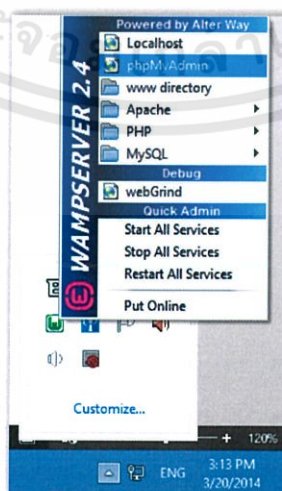 Powered by Alter Way
Localhost
phpMyAdmin
www directory
Apache
PHP
MySQL
Debug
webGrind
Quick Admin
Start All Services
Stop All Services
Restart All Services
Put Online
WAMPSERVER 2.4
Customize...
120%
ENG
3:13 PM
3/20/2014